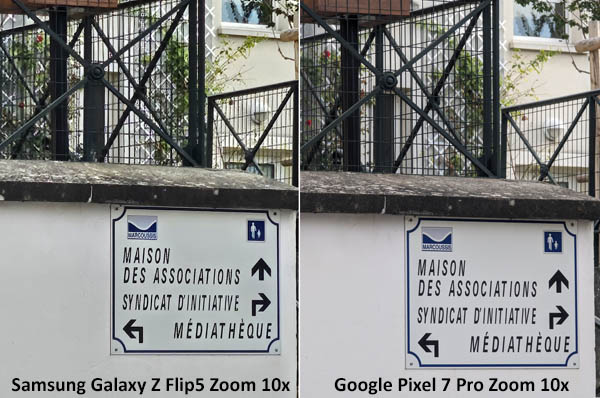 MARCOUSSIS
MAISON
DES ASSOCIATIONS
SYNDICAT D'INITIATIVE
MÉDIATHÈQUE
Samsung Galaxy Z Flip5 Zoom 10x
MARCOUSSIS
MAISON
DES ASSOCIATIONS
SYNDICAT D'INITIATIVE
MÉDIATHÈQUE
Google Pixel 7 Pro Zoom 10x